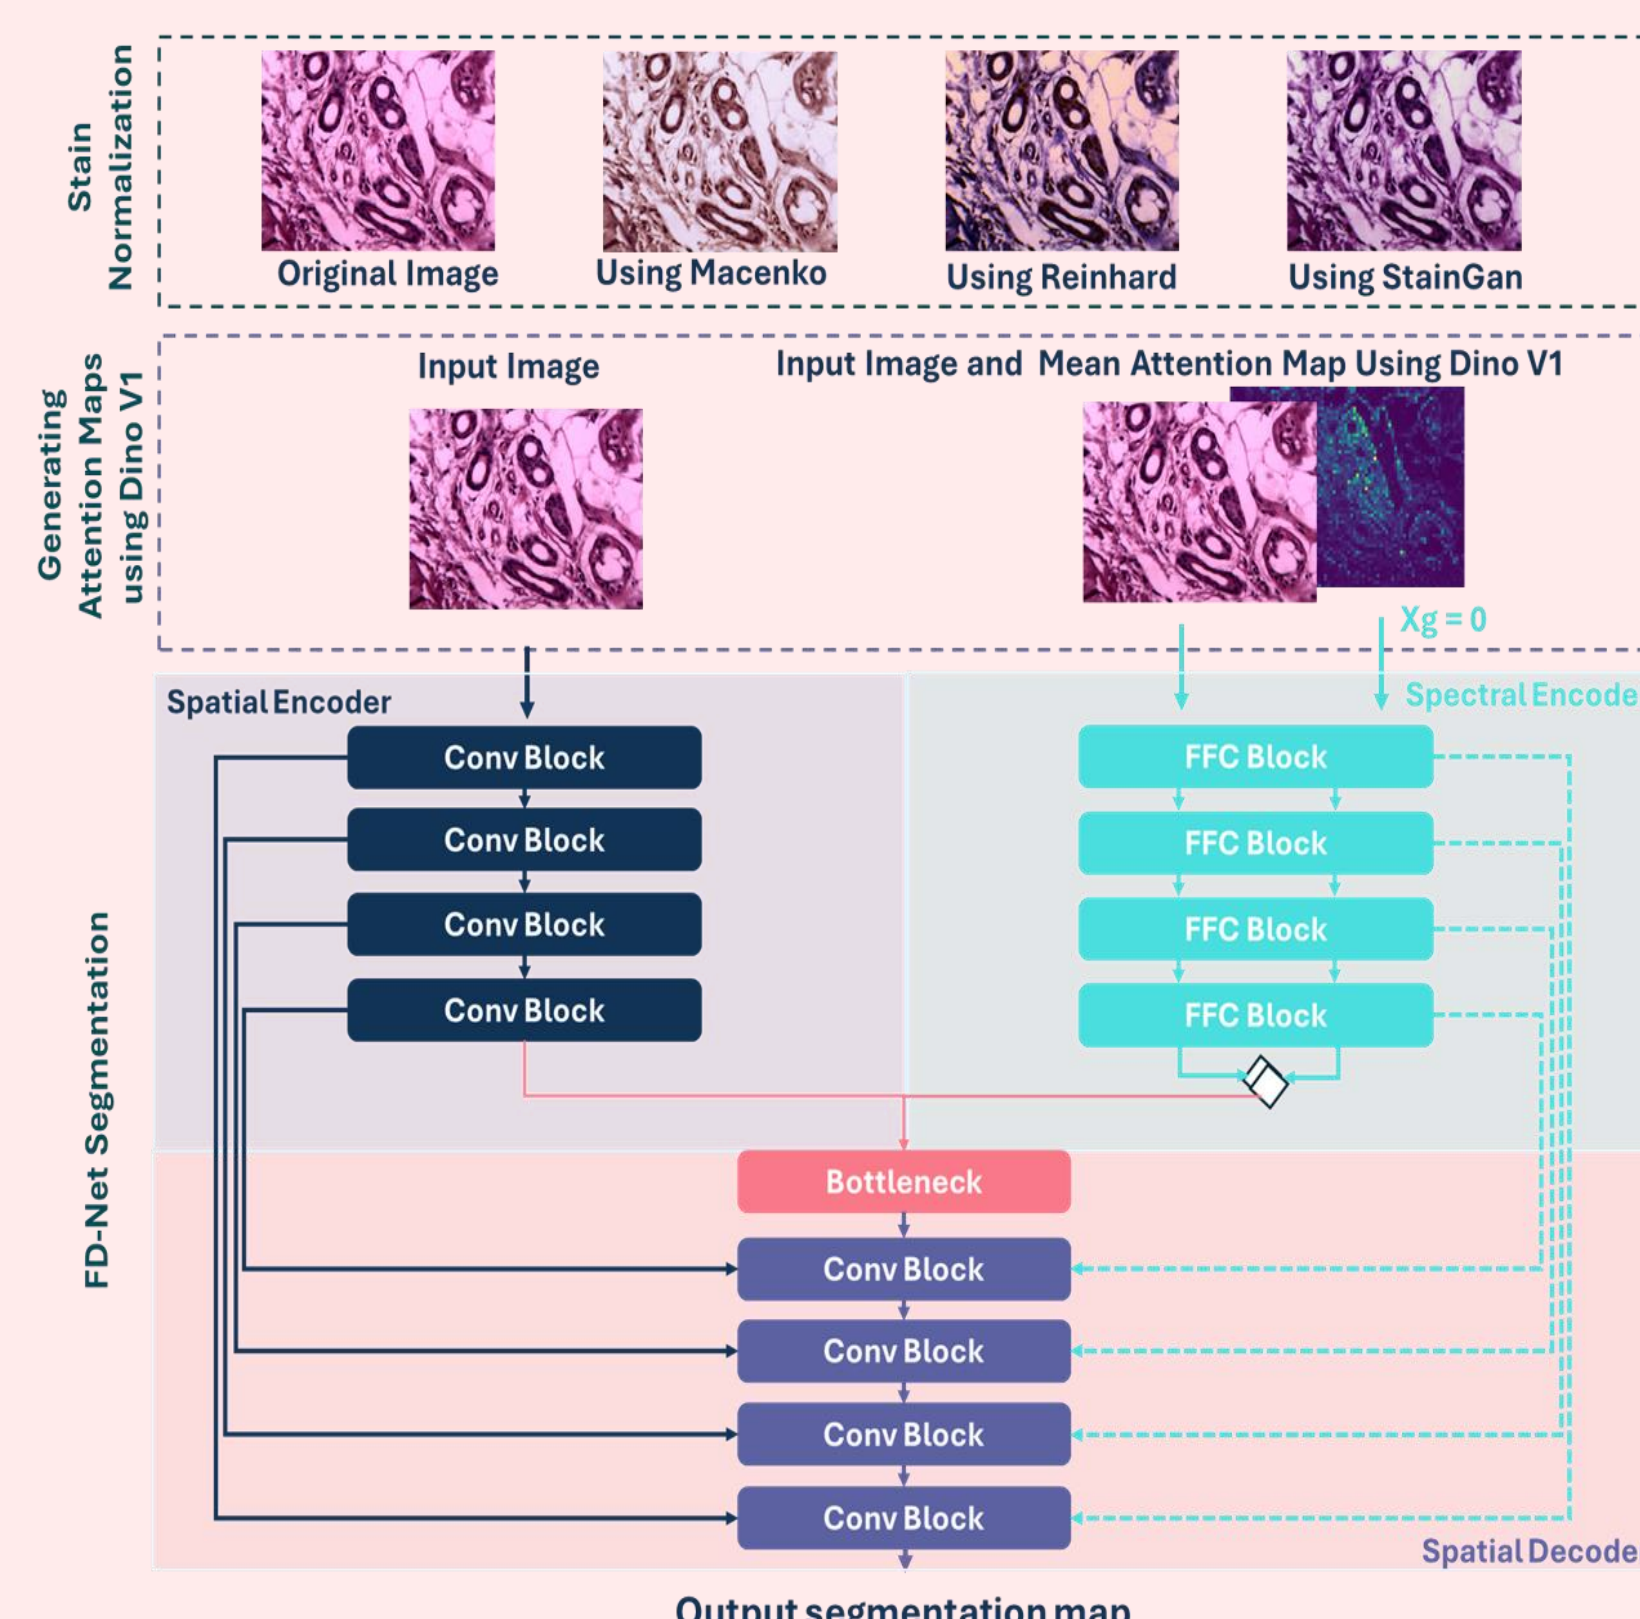 Stain
Normalization
Original Image
Using Macenko
Using Reinhard
Using StainGan
Generating
Attention Maps
using Dino V1
Input Image
Input Image and Mean Attention Map Using Dino V1
Xg = 0
FD-Net Segmentation
Spatial Encoder
Spectral Encode
Conv Block
Conv Block
Conv Block
Conv Block
FFC Block
FFC Block
FFC Block
FFC Block
Bottleneck
Conv Block
Conv Block
Conv Block
Conv Block
Spatial Decode
Output segmentation map